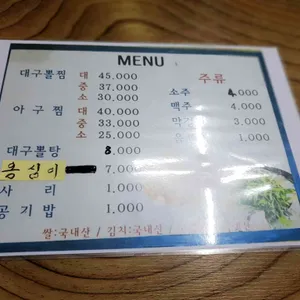 MENU
대구뽈찜 대 45,000
중 37,000
소 30,000
아구찜 대 40,000
중 33,000
소 25,000
대구뽈탕 8,000
옹심이 7,000
사리 1,000
공기밥 1,000
주류
소주 4,000
맥주 4,000
3,000
1,000
쌀:국내산 / 김치:국내산 /